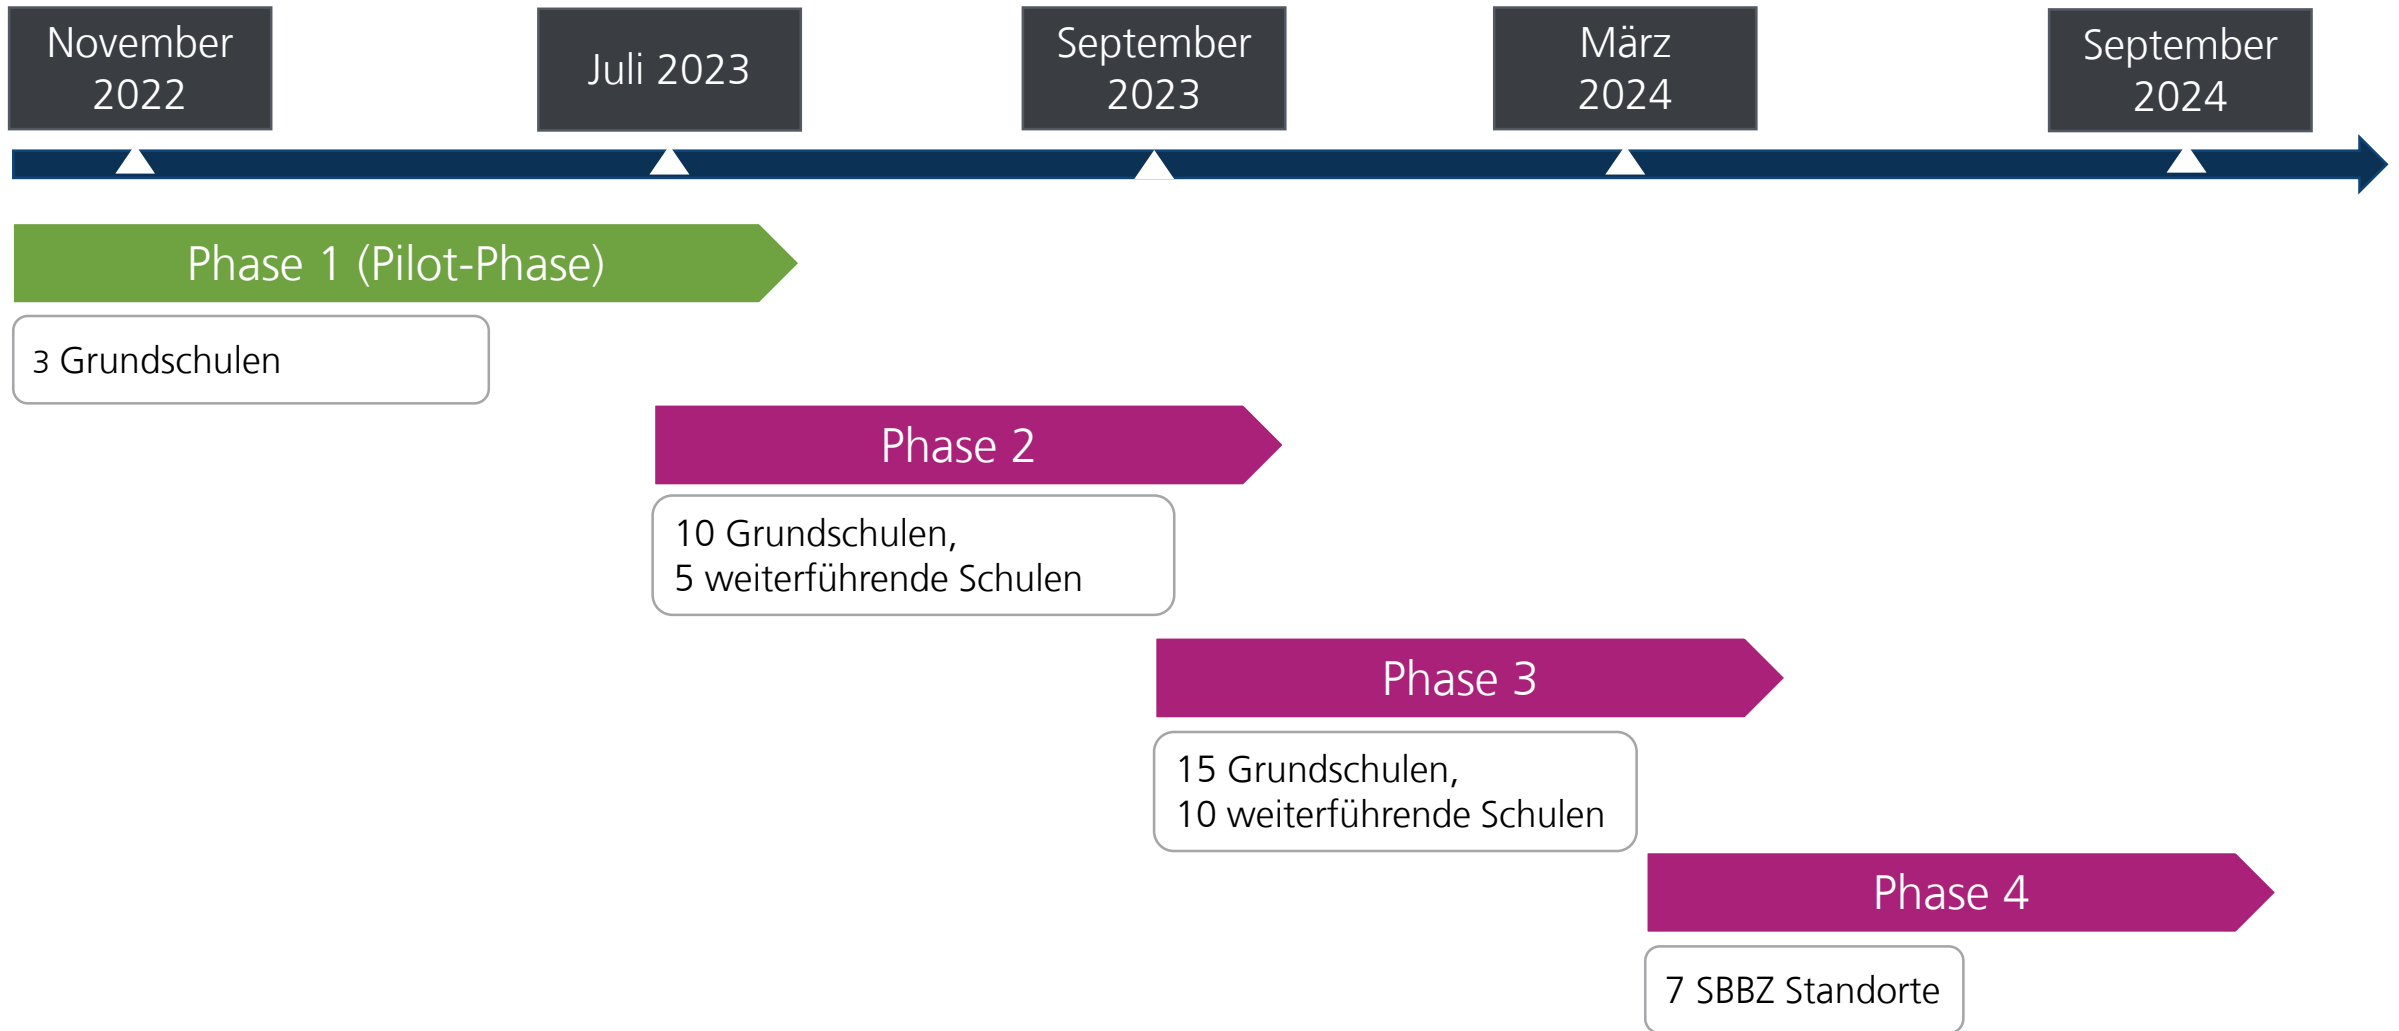 November
2022
Juli 2023
September
2023
März
2024
September
2024
Phase 1 (Pilot-Phase)
3 Grundschulen
Phase 2
10 Grundschulen,
5 weiterführende Schulen
Phase 3
15 Grundschulen,
10 weiterführende Schulen
Phase 4
7 SBBZ Standorte